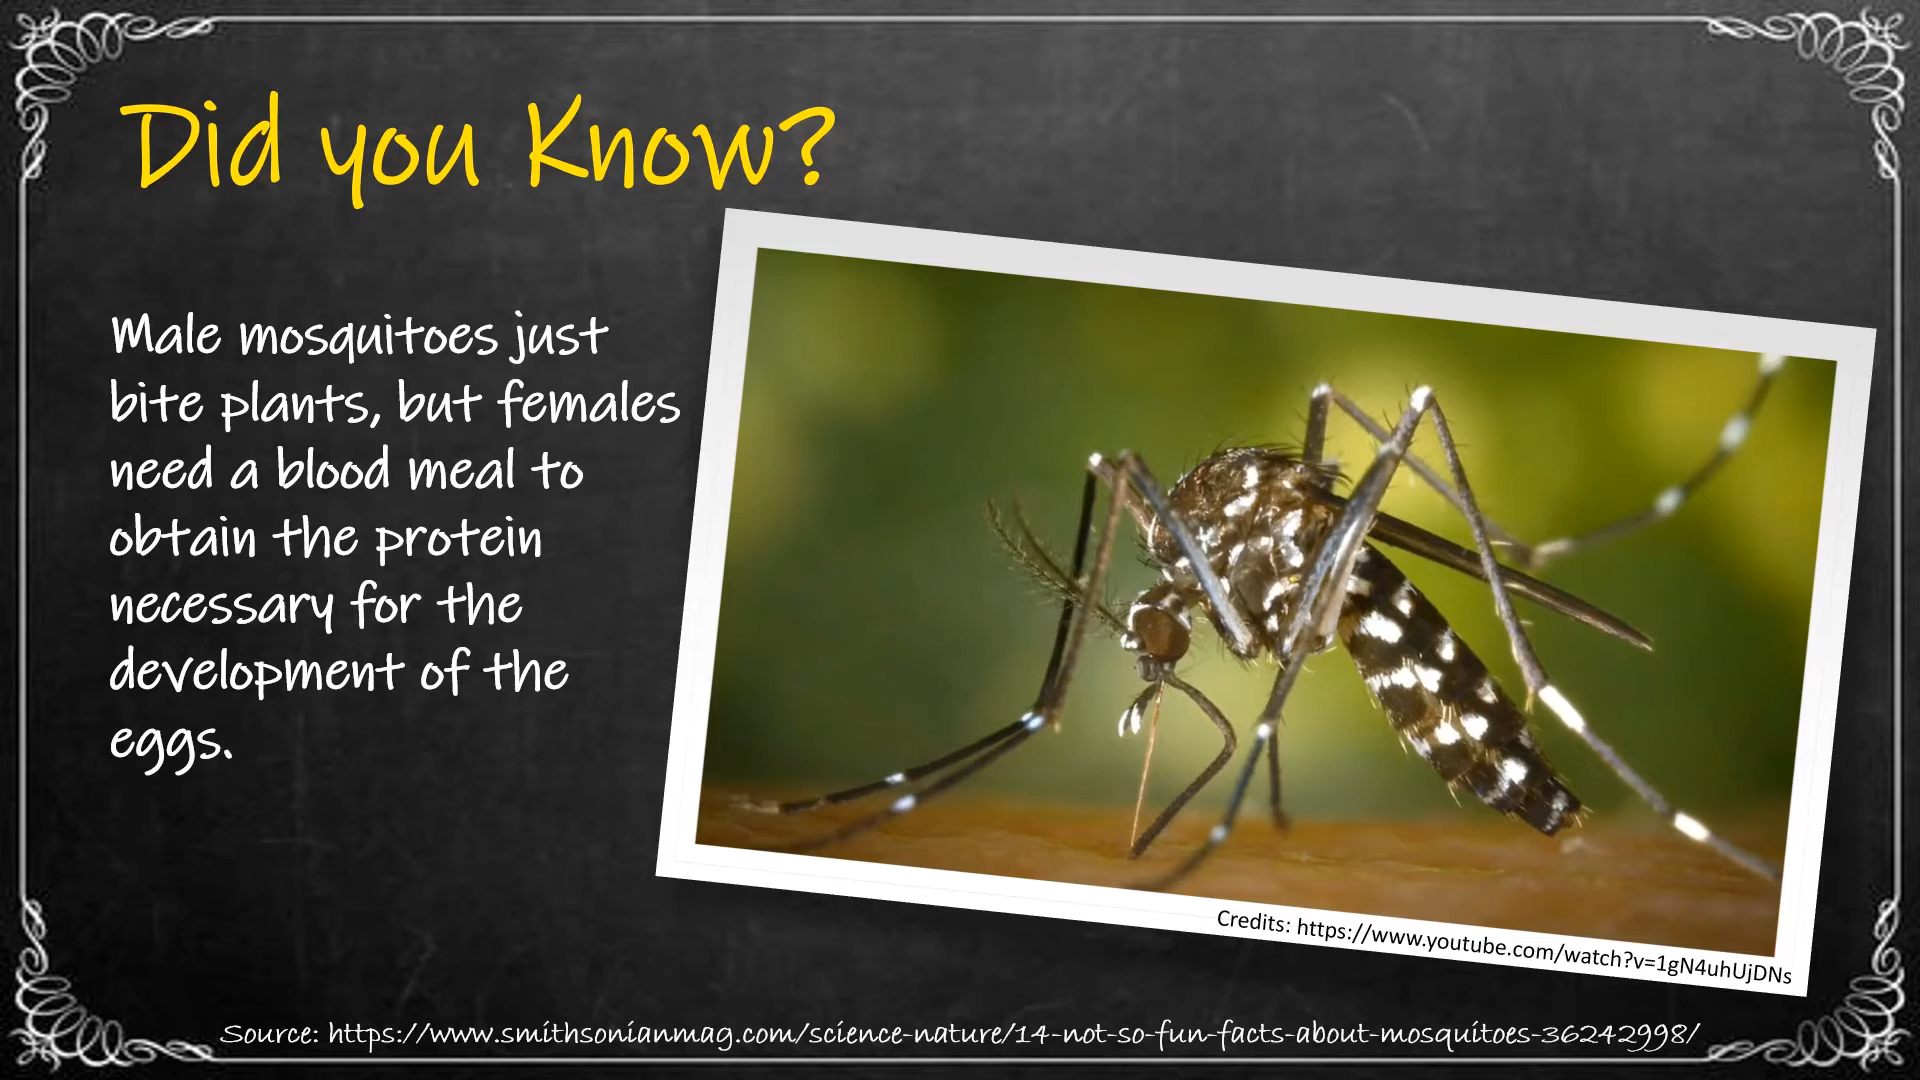 Did you Know?
Male mosquitoes just
bite plants, but females
need a blood meal to
obtain the protein
necessary for the
development of the
eggs.
Credits: https://www.youtube.com/watch?v=1gN4uhUjDNs
Source: https://www.smithsonianmag.com/science-nature/14-not-so-fun-facts-about-mosquitoes-36242998/